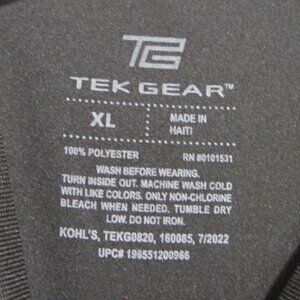 TEK GEAR™
XL
MADE IN
HAITI
100% POLYESTER RN #0101531
WASH BEFORE WEARING.
TURN INSIDE OUT. MACHINE WASH COLD
WITH LIKE COLORS. ONLY NON-CHLORINE
BLEACH WHEN NEEDED. TUMBLE DRY
LOW. DO NOT IRON.
KOHL'S, TEKG0820, 160085, 7/2022
UPC# 196551200966